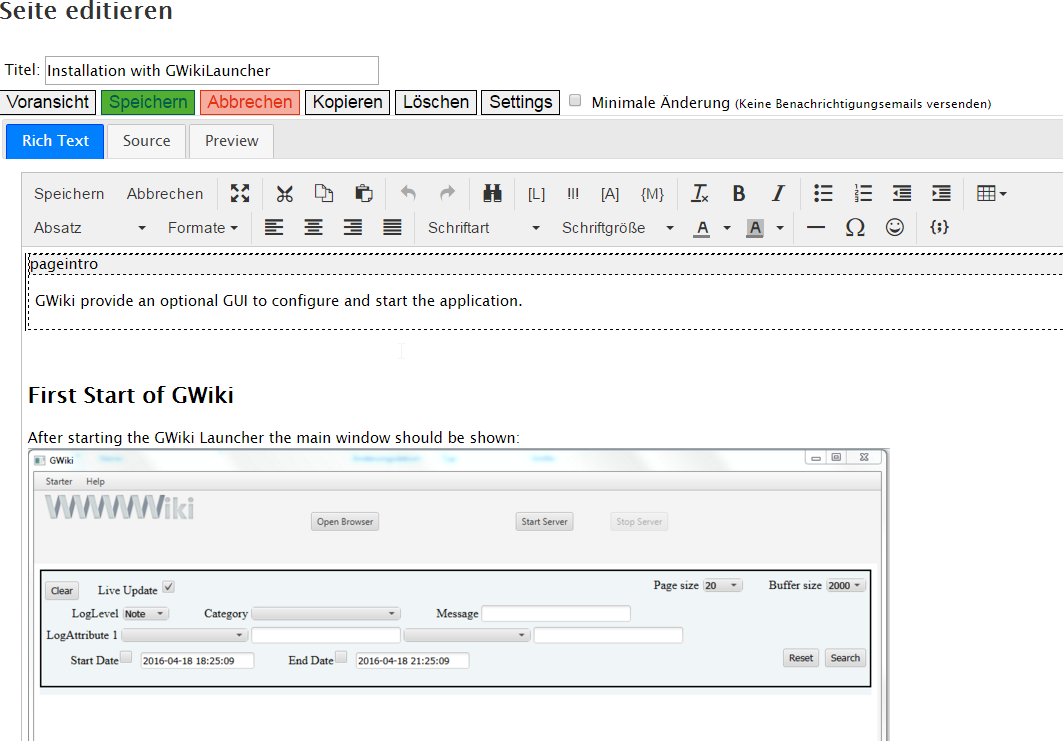 Seite editieren
Titel: Installation with GWikiLauncher
Voransicht Speichern Abbrechen Kopieren Löschen Settings Minimale Änderung (Keine Benachrichtigungsemails versenden)
Rich Text Source Preview
Speichern Abbrechen [L] !!! [A] {M} Tx B I
Absatz Formate Schriftart Schriftgröße A A Ω {;}
pageintro
GWiki provide an optional GUI to configure and start the application.
First Start of GWiki
After starting the GWiki Launcher the main window should be shown:
GWiki
Starter Help
WWWWiki
Open Browser Start Server Stop Server
Clear Live Update Page size 20 Buffer size 2000
LogLevel Note Category Message
LogAttribute 1
Start Date 2016-04-18 18:25:09 End Date 2016-04-18 21:25:09 Reset Search